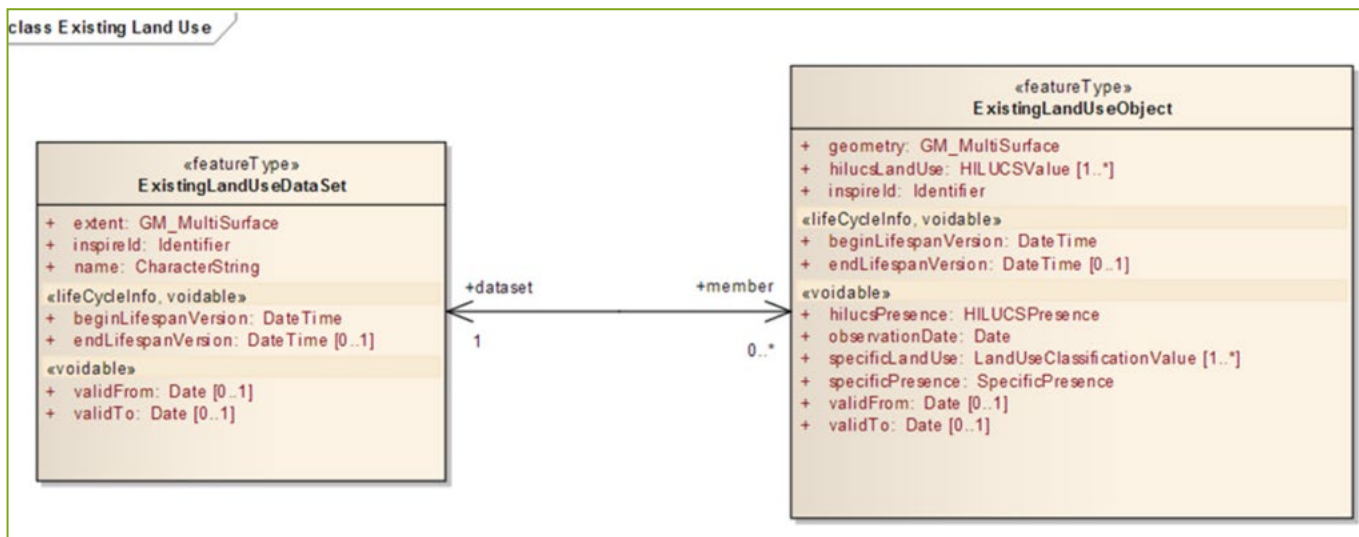 class Existing Land Use
«featureType»
ExistingLandUseDataSet
+ extent: GM_MultiSurface
+ inspireId: Identifier
+ name: CharacterString
«lifeCycleInfo, voidable»
+ beginLifespanVersion: DateTime
+ endLifespanVersion: DateTime [0..1]
«voidable»
+ validFrom: Date [0..1]
+ validTo: Date [0..1]
+dataset
1
+member
0..*
«featureType»
ExistingLandUseObject
+ geometry: GM_MultiSurface
+ hilucsLandUse: HILUCSValue [1..*]
+ inspireId: Identifier
«lifeCycleInfo, voidable»
+ beginLifespanVersion: DateTime
+ endLifespanVersion: DateTime [0..1]
«voidable»
+ hilucsPresence: HILUCSPresence
+ observationDate: Date
+ specificLandUse: LandUseClassificationValue [1..*]
+ specificPresence: SpecificPresence
+ validFrom: Date [0..1]
+ validTo: Date [0..1]